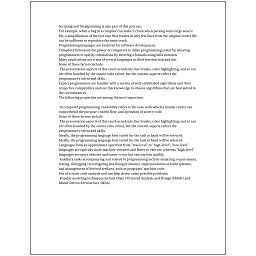 Scripting and breakpointing is also part of this process.
For example, when a bug in a compiler can make it crash when parsing some large source
file, a simplification of the test case that results in only few lines from the original source file
can be sufficient to reproduce the same crash.
Programming languages are essential for software development.
Computer harnessed the power of computers to make programming easier by allowing
programmers to specify calculations by entering a formula using infix notation.
Many applications use a mix of several languages in their construction and use.
Some of these factors include:
The presentation aspects of this (such as indents, line breaks, color highlighting, and so on)
are often handled by the source code editor, but the content aspects reflect the
programmer's talent and skills.
Expert programmers are familiar with a variety of well-established algorithms and their
respective complexities and use this knowledge to choose algorithms that are best suited to
the circumstances.
The following properties are among the most important:
In computer programming, readability refers to the ease with which a human reader can
comprehend the purpose, control flow, and operation of source code.
Some of these factors include:
The presentation aspects of this (such as indents, line breaks, color highlighting, and so on)
are often handled by the source code editor, but the content aspects reflect the
programmer's talent and skills.
Ideally, the programming language best suited for the task at hand will be selected.
Ideally, the programming language best suited for the task at hand will be selected.
Languages form an approximate spectrum from "low-level" to "high-level"; "low-level"
languages are typically more machine-oriented and faster to execute, whereas "high-level"
languages are more abstract and easier to use but execute less quickly.
Auxiliary tasks accompanying and related to programming include analyzing requirements,
testing, debugging (investigating and fixing problems), implementation of build systems,
and management of derived artifacts, such as programs' machine code.
Use of a static code analysis tool can help detect some possible problems.
Popular modeling techniques include Object-Oriented Analysis and Design (OOAD) and
Model-Driven Architecture (MDA).